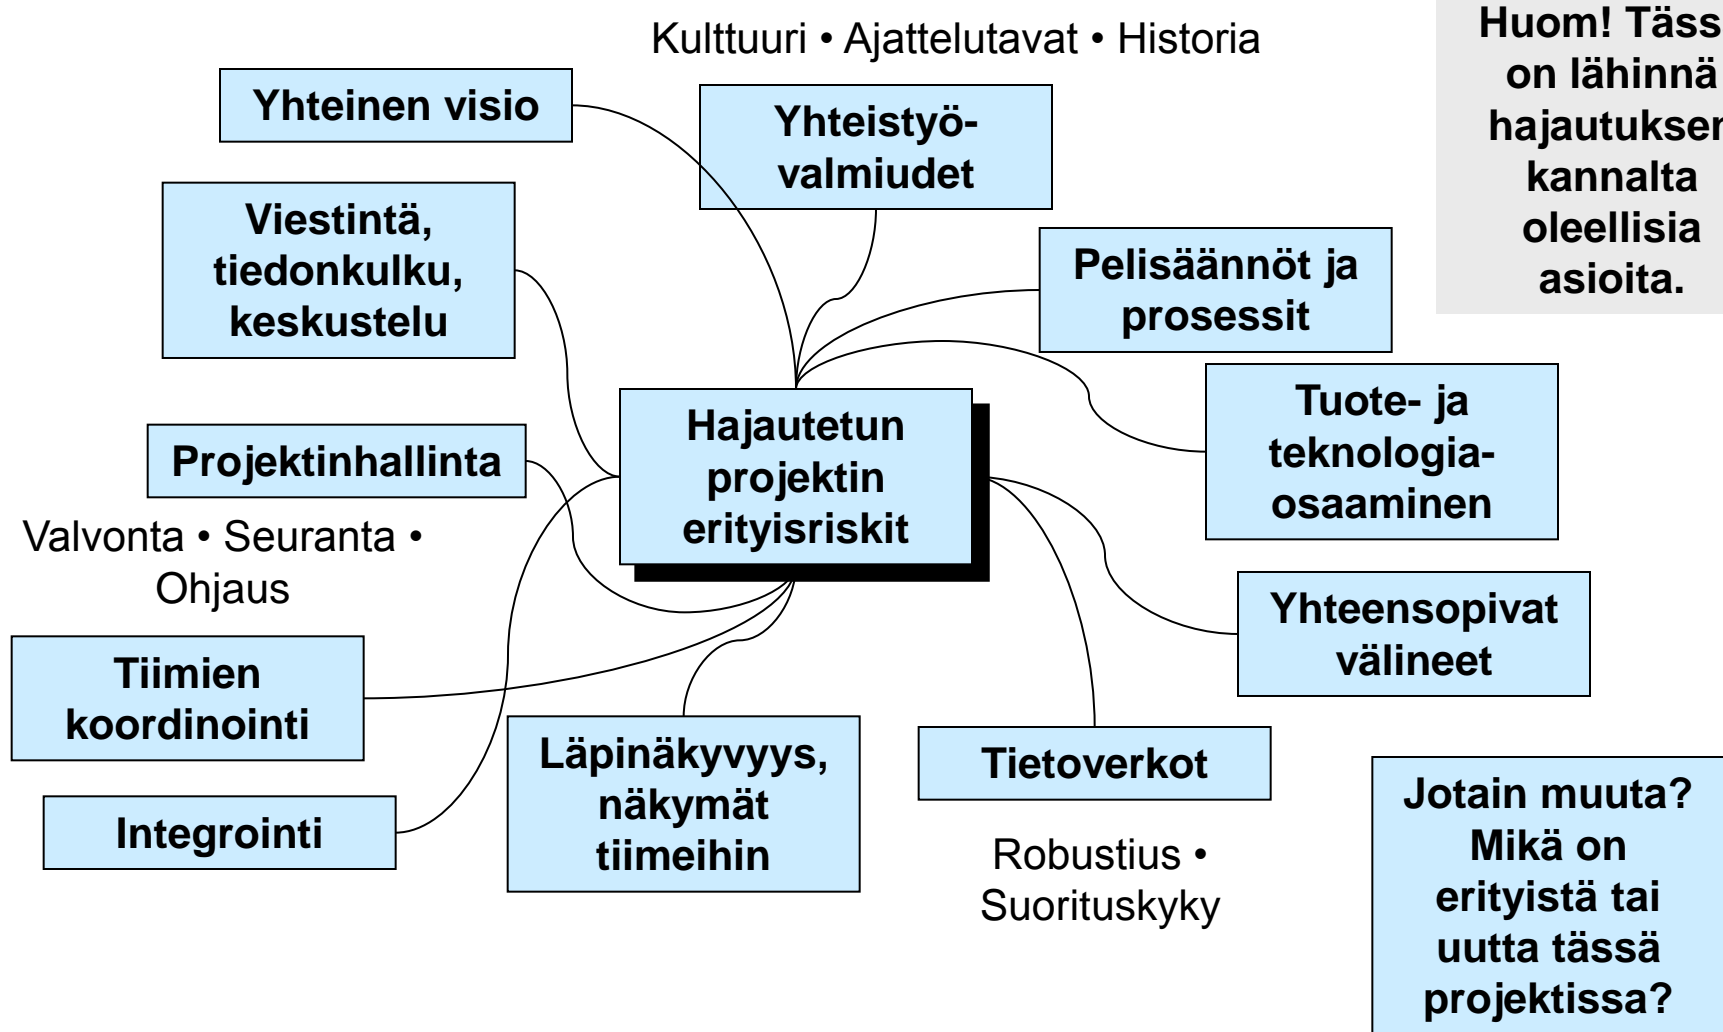 Kulttuuri • Ajattelutavat • Historia
Huom! Täss
on lähinnä
hajautuksen
kannalta
oleellisia
asioita.
Yhteinen visio
Yhteistyö-
valmiudet
Viestintä,
tiedonkulku,
keskustelu
Pelisäännöt ja
prosessit
Hajautetun
projektin
erityisriskit
Tuote- ja
teknologia-
osaaminen
Projektinhallinta
Valvonta • Seuranta •
Ohjaus
Yhteensopivat
välineet
Tiimien
koordinointi
Läpinäkyvyys,
näkymät
tiimeihin
Tietoverkot
Integrointi
Robustius •
Suorituskyky
Jotain muuta?
Mikä on
erityistä tai
uutta tässä
projektissa?